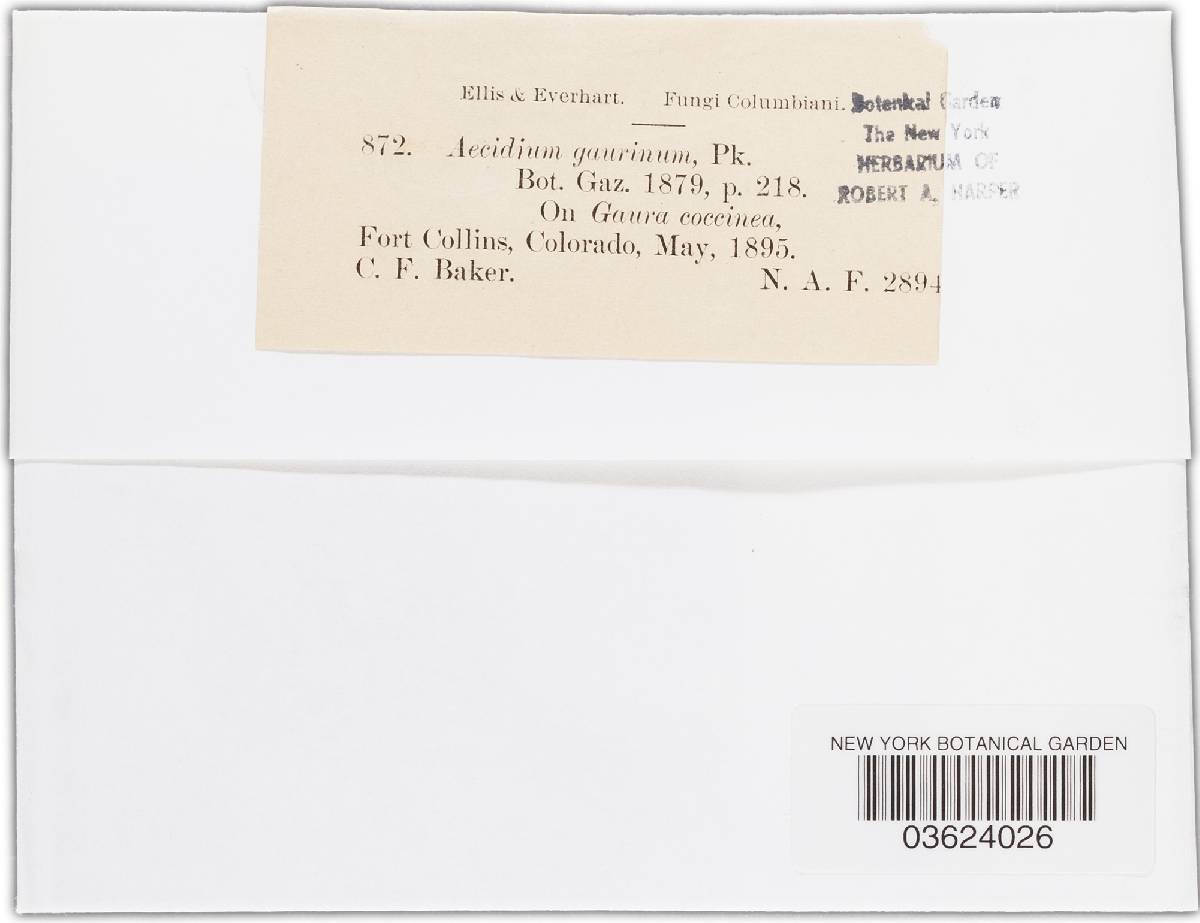 Ellis & Everhart. Fungi Columbiani.
872. Aecidium gaurinum, Pk.
Bot. Gaz. 1879, p. 218.
On Gaura coccinea,
Fort Collins, Colorado, May, 1895.
C. F. Baker. N. A. F. 2894
Botanical Garden
The New York
HERBARIUM OF
ROBERT A. HARPER
NEW YORK BOTANICAL GARDEN
03624026